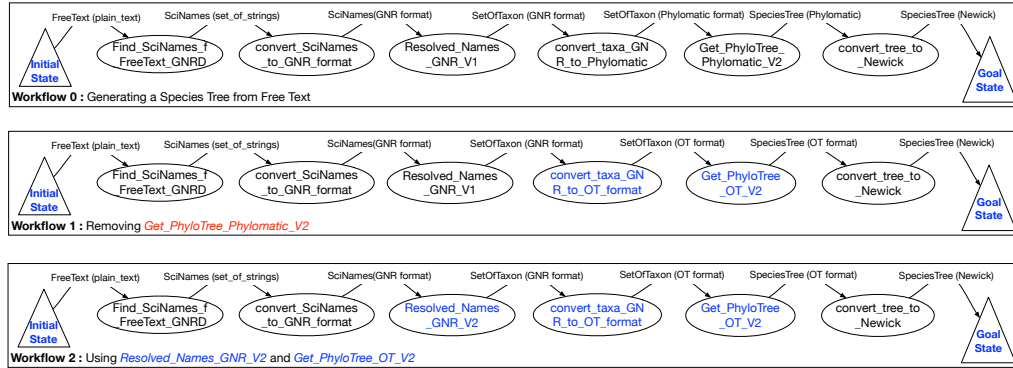 FreeText (plain_text) SciNames (set_of_strings) SciNames(GNR format) SetOfTaxon (GNR format) SetOfTaxon (Phylomatic format) SpeciesTree (Phylomatic) SpeciesTree (Newick)
Initial State
Find_SciNames_f
FreeText_GNRD
convert_SciNames
_to_GNR_format
Resolved_Names
_GNR_V1
convert_taxa_GN
R_to_Phylomatic
Get_PhyloTree_
Phylomatic_V2
convert_tree_to
_Newick
Goal
State
Workflow 0 : Generating a Species Tree from Free Text
FreeText (plain_text) SciNames (set_of_strings) SciNames(GNR format) SetOfTaxon (GNR format) SetOfTaxon (OT format) SpeciesTree (OT format) SpeciesTree (Newick)
Initial
State
Find_SciNames_f
FreeText_GNRD
convert_SciNames
_to_GNR_format
Resolved_Names
_GNR_V1
convert_taxa_GN
R_to_OT_format
Get_PhyloTree
_OT_V2
convert_tree_to
_Newick
Goal
State
Workflow 1 : Removing Get_PhyloTree_Phylomatic_V2
FreeText (plain_text) SciNames (set_of_strings) SciNames(GNR format) SetOfTaxon (GNR format) SetOfTaxon (OT format) SpeciesTree (OT format) SpeciesTree (Newick)
Initial
State
Find_SciNames_f
FreeText_GNRD
convert_SciNames
_to_GNR_format
Resolved_Names
_GNR_V2
convert_taxa_GN
R_to_OT_format
Get_PhyloTree
_OT_V2
convert_tree_to
_Newick
Goal
State
Workflow 2 : Using Resolved_Names_GNR_V2 and Get_PhyloTree_OT_V2